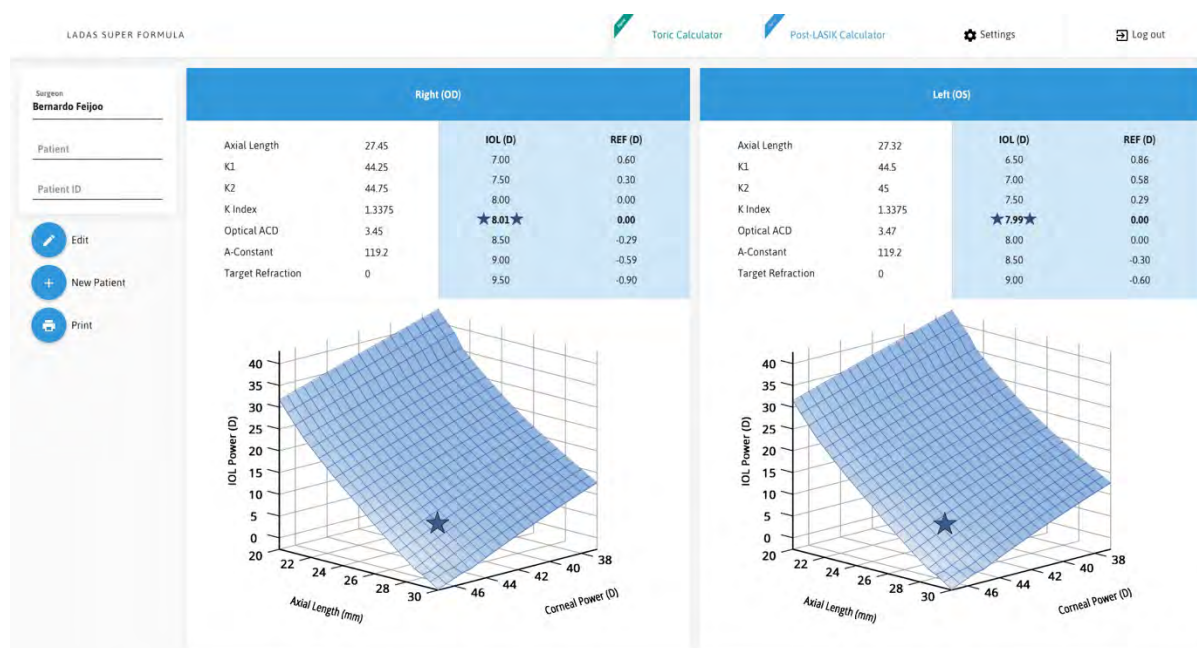 LADAS SUPER FORMULA
Toric Calculator
Post-LASIK Calculator
Settings
Log out
Surgeon
Bernardo Feijoo
Patient
Patient ID
Edit
New Patient
Print
Right (OD)
Axial Length 27.45
K1 44.25
K2 44.75
K Index 1.3375
Optical ACD 3.45
A-Constant 119.2
Target Refraction 0
IOL (D) REF (D)
7.00 0.60
7.50 0.30
8.00 0.00
★8.01★ 0.00
8.50 -0.29
9.00 -0.59
9.50 -0.90
40
35
30
25
20
15
10
5
0
IOL Power (D)
20 22 24 26 28 30
Axial Length (mm)
46 44 42 40 38
Corneal Power (D)
Left (OS)
Axial Length 27.32
K1 44.5
K2 45
K Index 1.3375
Optical ACD 3.47
A-Constant 119.2
Target Refraction 0
IOL (D) REF (D)
6.50 0.86
7.00 0.58
7.50 0.29
★7.99★ 0.00
8.00 0.00
8.50 -0.30
9.00 -0.60
40
35
30
25
20
15
10
5
0
IOL Power (D)
20 22 24 26 28 30
Axial Length (mm)
46 44 42 40 38
Corneal Power (D)